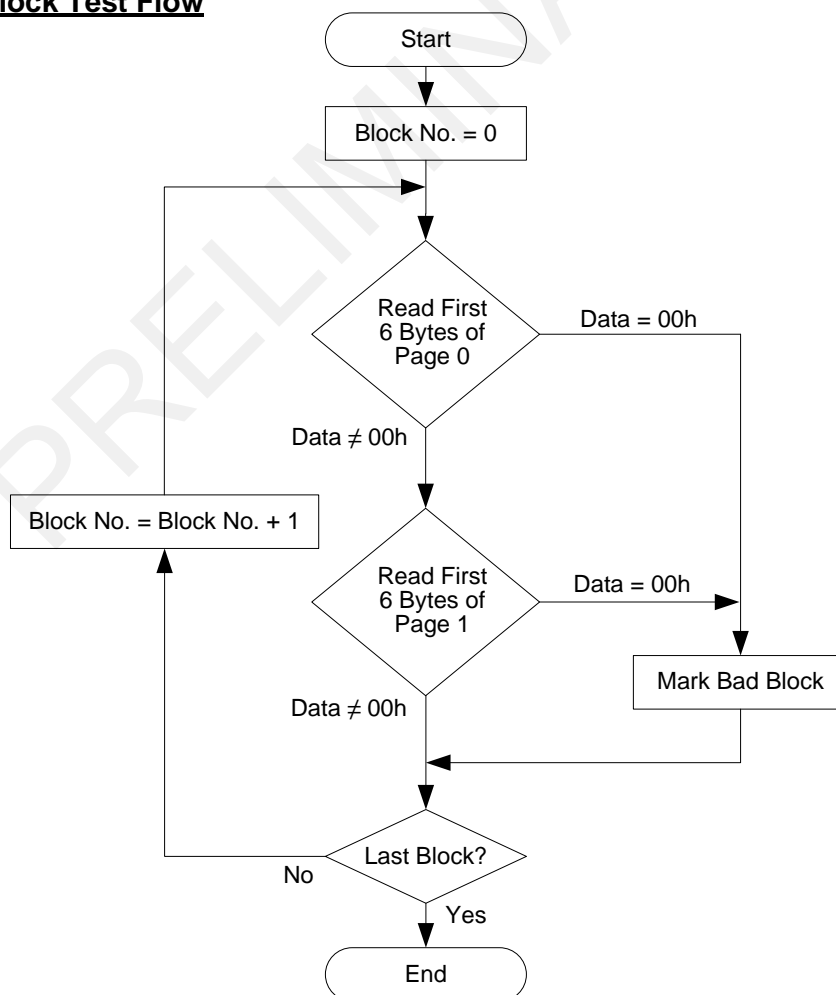 lock Test Flow
Start
Block No. = 0
Read First
6 Bytes of
Page 0
Data = 00h
Data ≠ 00h
Block No. = Block No. + 1
Read First
6 Bytes of
Page 1
Data = 00h
Mark Bad Block
Data ≠ 00h
Last Block?
No
Yes
End
PRELIMINA